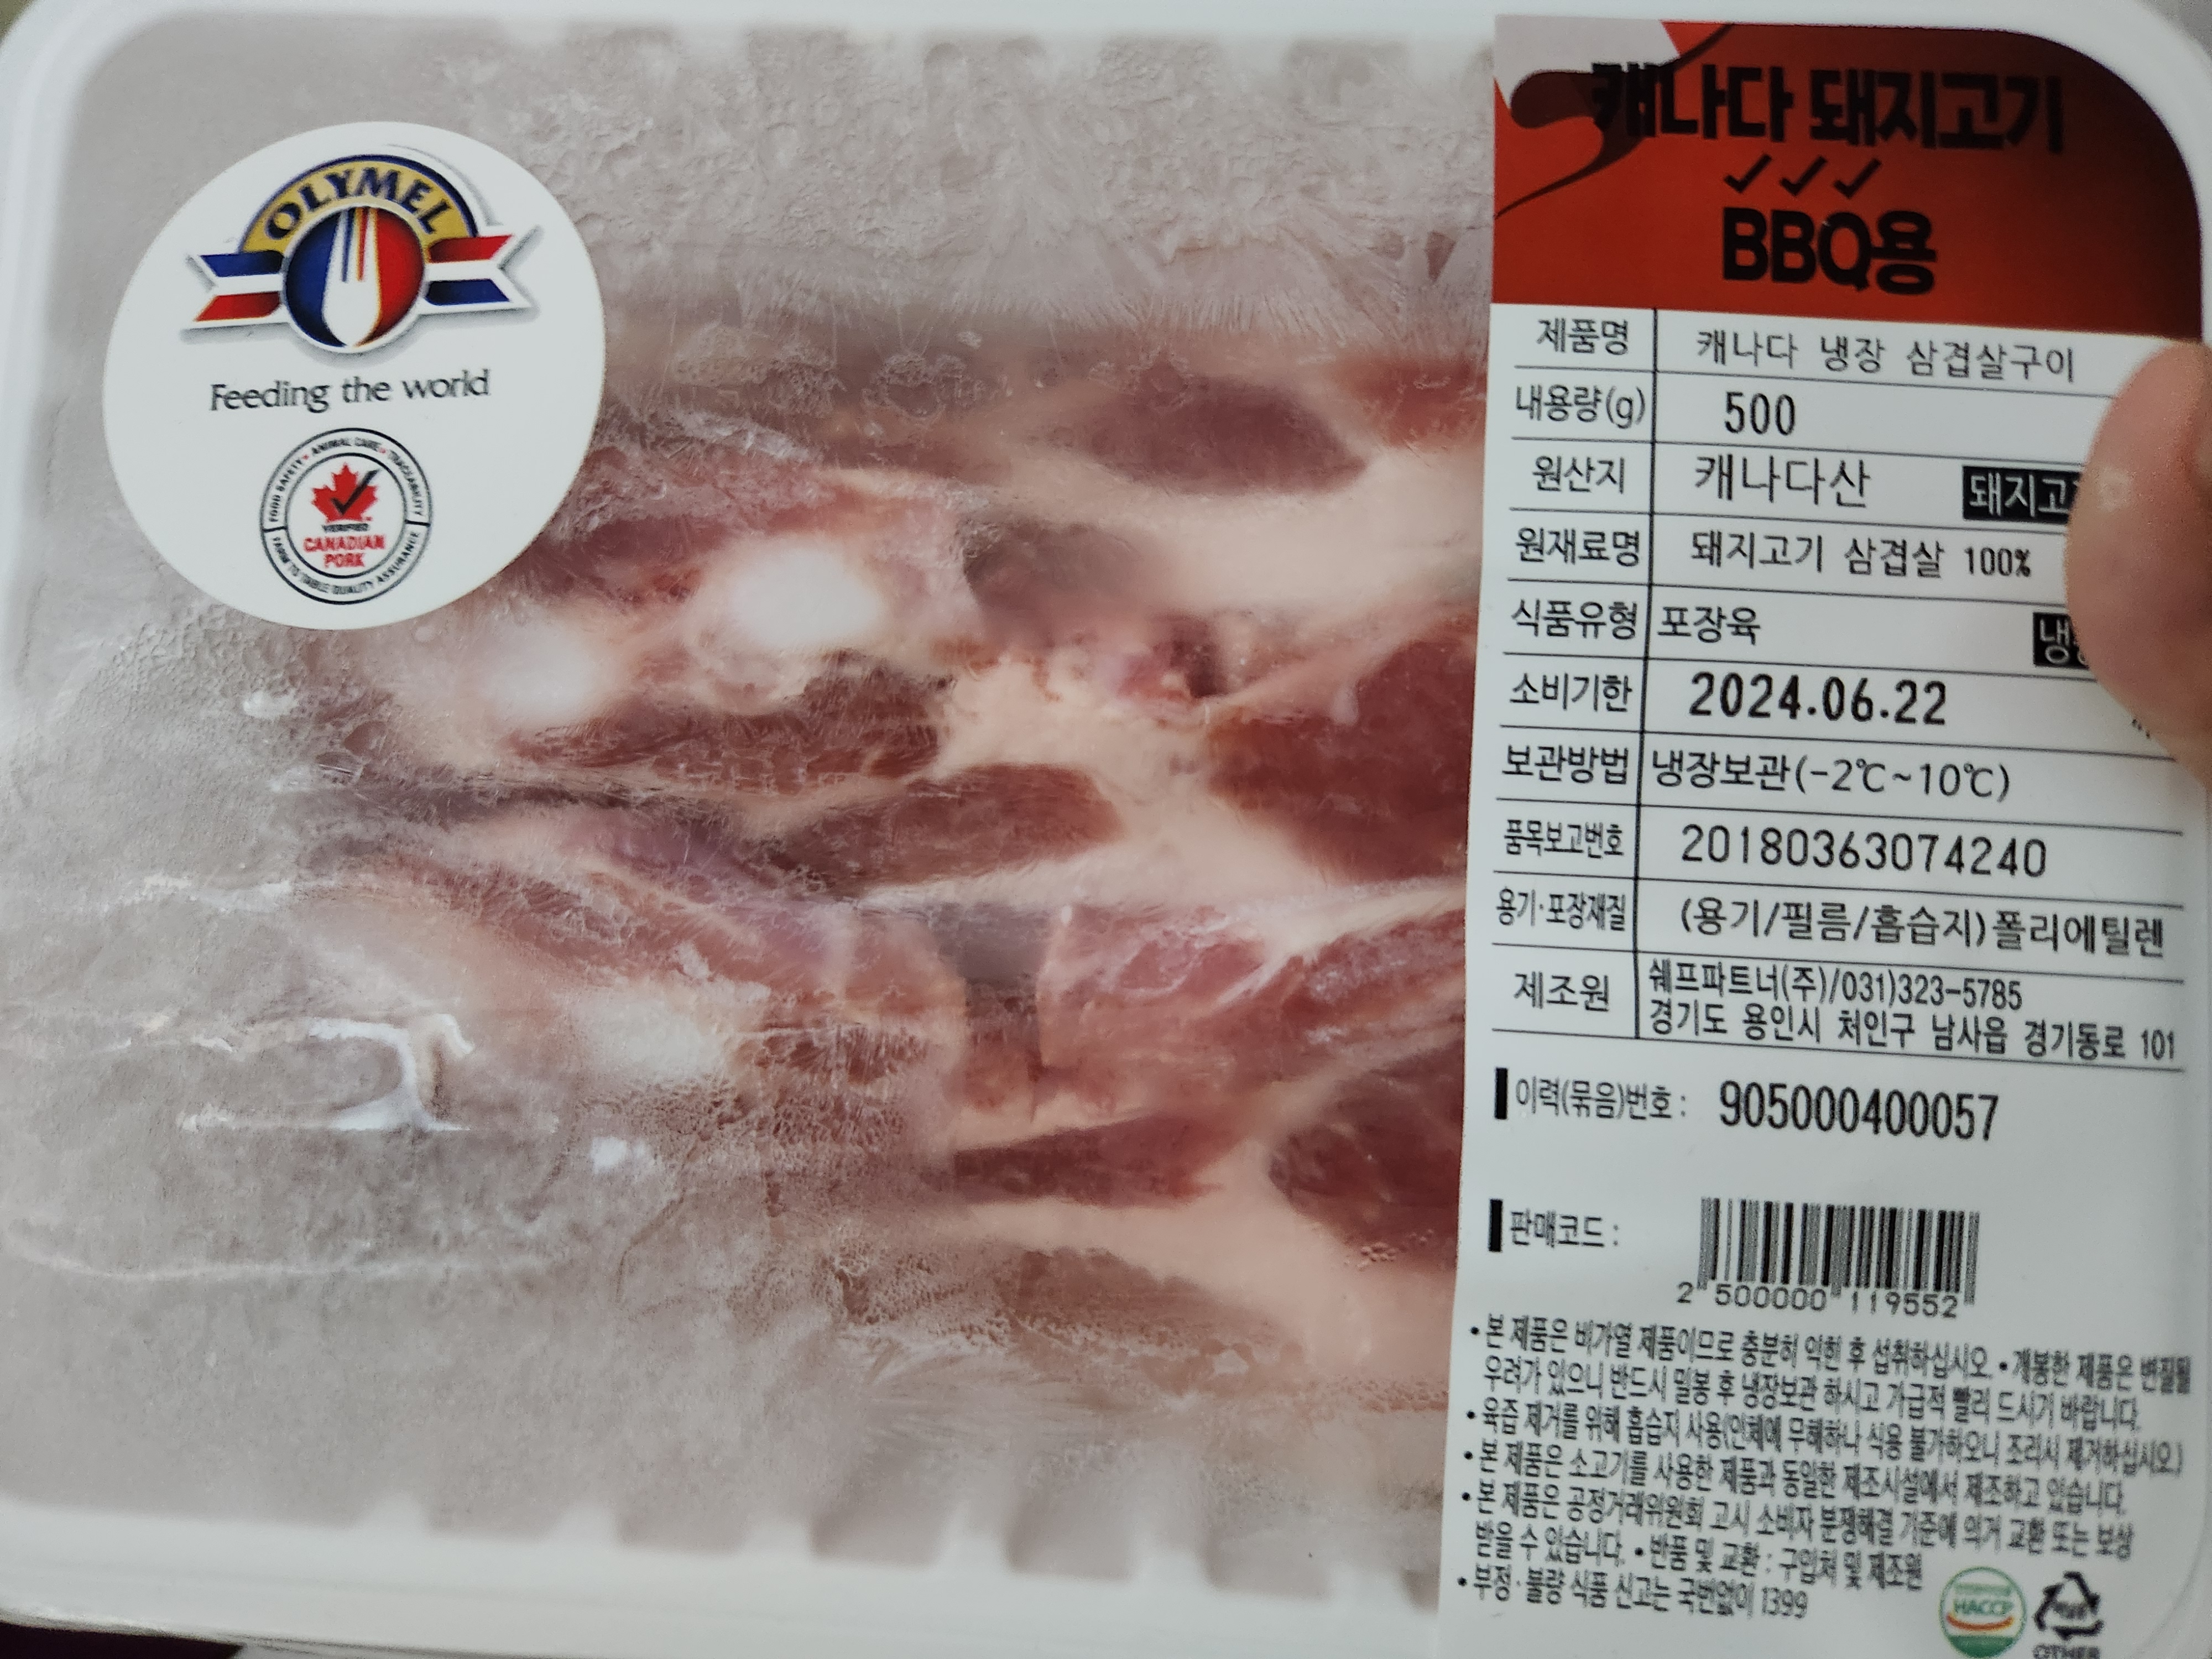 OLYMEL
Feeding the world
FOOD SAFETY • ANIMAL CARE • TRACEABILITY
VERIFIED
CANADIAN
PORK
FARM TO TABLE QUALITY ASSURANCE
캐나다 돼지고기
BBQ용
제품명 캐나다 냉장 삼겹살구이
내용량(g) 500
원산지 캐나다산
원재료명 돼지고기 삼겹살 100%
식품유형 포장육
소비기한 2024.06.22
보관방법 냉장보관(-2℃~10℃)
품목보고번호 20180363074240
용기·포장재질 (용기/필름/흡습지)폴리에틸렌
제조원 쉐프파트너(주)/031)323-5785
경기도 용인시 처인구 남사읍 경기동로 101
이력(묶음)번호 : 905000400057
판매코드 :
2 500000 119552
• 본 제품은 비가열 제품이므로 충분히 익힌 후 섭취하십시오. • 개봉한 제품은 변질될
우려가 있으니 반드시 밀봉 후 냉장보관 하시고 가급적 빨리 드시기 바랍니다.
• 육즙 제거를 위해 흡습지 사용(인체에 무해하나 식용 불가하오니 조리시 제거하십시오)
• 본 제품은 소고기를 사용한 제품과 동일한 제조시설에서 제조하고 있습니다.
• 본 제품은 공정거래위원회 고시 소비자 분쟁해결 기준에 의거 교환 또는 보상
받을 수 있습니다. • 반품 및 교환 : 구입처 및 제조원
• 부정·불량 식품 신고는 국번없이 1399
HACCP
OTHER